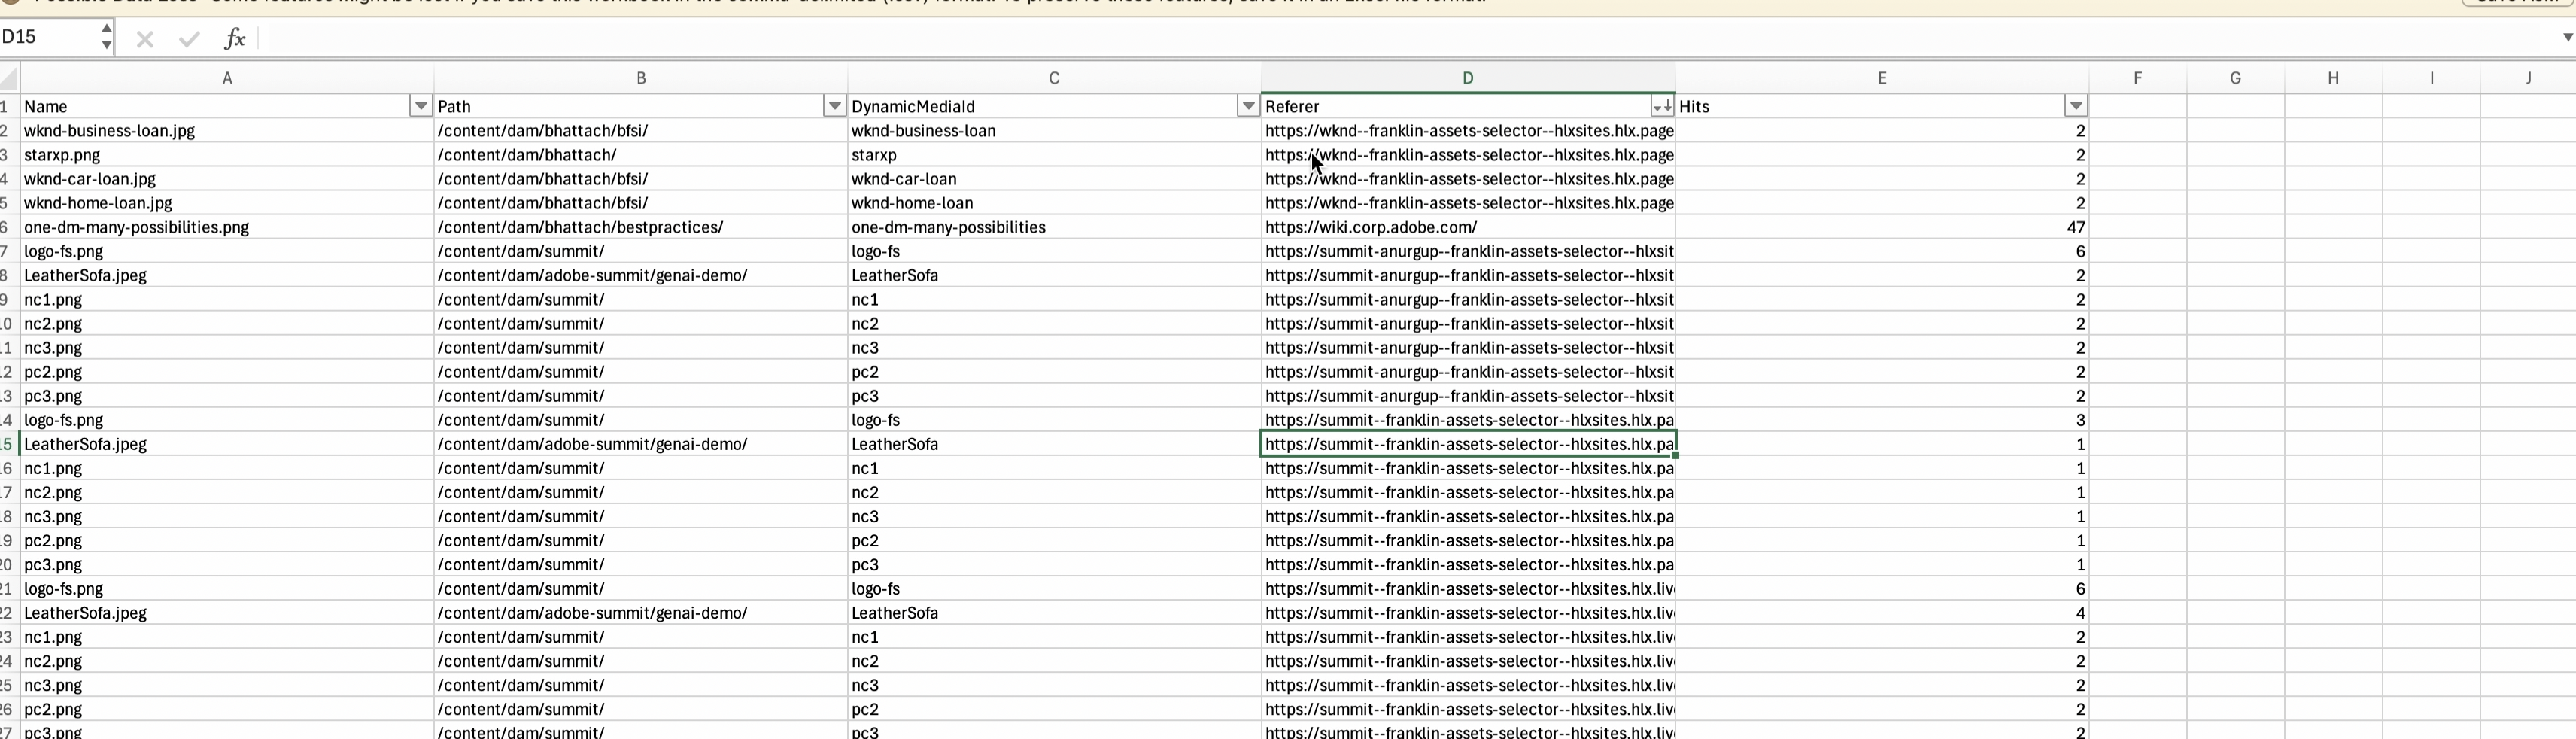 D15 fx
A B C D E F G H I J
1 Name Path DynamicMediaId Referer Hits
2 wknd-business-loan.jpg /content/dam/bhattach/bfsi/ wknd-business-loan https://wknd--franklin-assets-selector--hlxsites.hlx.page 2
3 starxp.png /content/dam/bhattach/ starxp https://wknd--franklin-assets-selector--hlxsites.hlx.page 2
4 wknd-car-loan.jpg /content/dam/bhattach/bfsi/ wknd-car-loan https://wknd--franklin-assets-selector--hlxsites.hlx.page 2
5 wknd-home-loan.jpg /content/dam/bhattach/bfsi/ wknd-home-loan https://wknd--franklin-assets-selector--hlxsites.hlx.page 2
6 one-dm-many-possibilities.png /content/dam/bhattach/bestpractices/ one-dm-many-possibilities https://wiki.corp.adobe.com/ 47
7 logo-fs.png /content/dam/summit/ logo-fs https://summit-anurgup--franklin-assets-selector--hlxsit 6
8 LeatherSofa.jpeg /content/dam/adobe-summit/genai-demo/ LeatherSofa https://summit-anurgup--franklin-assets-selector--hlxsit 2
9 nc1.png /content/dam/summit/ nc1 https://summit-anurgup--franklin-assets-selector--hlxsit 2
10 nc2.png /content/dam/summit/ nc2 https://summit-anurgup--franklin-assets-selector--hlxsit 2
11 nc3.png /content/dam/summit/ nc3 https://summit-anurgup--franklin-assets-selector--hlxsit 2
12 pc2.png /content/dam/summit/ pc2 https://summit-anurgup--franklin-assets-selector--hlxsit 2
13 pc3.png /content/dam/summit/ pc3 https://summit-anurgup--franklin-assets-selector--hlxsit 2
14 logo-fs.png /content/dam/summit/ logo-fs https://summit--franklin-assets-selector--hlxsites.hlx.pa 3
15 LeatherSofa.jpeg /content/dam/adobe-summit/genai-demo/ LeatherSofa https://summit--franklin-assets-selector--hlxsites.hlx.pa 1
16 nc1.png /content/dam/summit/ nc1 https://summit--franklin-assets-selector--hlxsites.hlx.pa 1
17 nc2.png /content/dam/summit/ nc2 https://summit--franklin-assets-selector--hlxsites.hlx.pa 1
18 nc3.png /content/dam/summit/ nc3 https://summit--franklin-assets-selector--hlxsites.hlx.pa 1
19 pc2.png /content/dam/summit/ pc2 https://summit--franklin-assets-selector--hlxsites.hlx.pa 1
20 pc3.png /content/dam/summit/ pc3 https://summit--franklin-assets-selector--hlxsites.hlx.pa 1
21 logo-fs.png /content/dam/summit/ logo-fs https://summit--franklin-assets-selector--hlxsites.hlx.liv 6
22 LeatherSofa.jpeg /content/dam/adobe-summit/genai-demo/ LeatherSofa https://summit--franklin-assets-selector--hlxsites.hlx.liv 4
23 nc1.png /content/dam/summit/ nc1 https://summit--franklin-assets-selector--hlxsites.hlx.liv 2
24 nc2.png /content/dam/summit/ nc2 https://summit--franklin-assets-selector--hlxsites.hlx.liv 2
25 nc3.png /content/dam/summit/ nc3 https://summit--franklin-assets-selector--hlxsites.hlx.liv 2
26 pc2.png /content/dam/summit/ pc2 https://summit--franklin-assets-selector--hlxsites.hlx.liv 2
27 pc3.png /content/dam/summit/ pc3 https://summit--franklin-assets-selector--hlxsites.hlx.liv 2